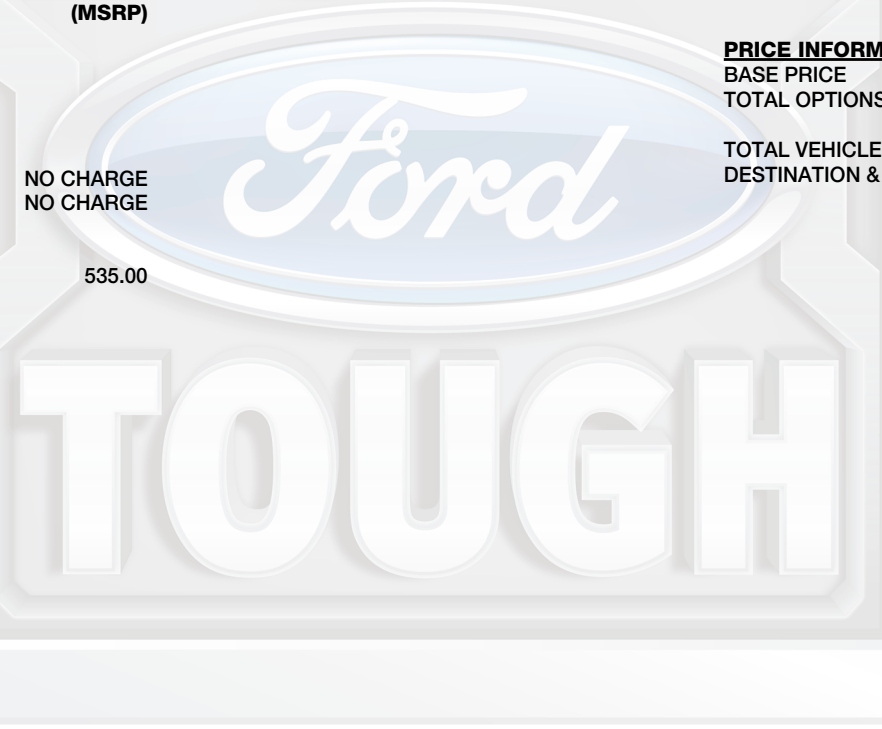 (MSRP)
NO CHARGE
NO CHARGE
535.00
PRICE INFORM
BASE PRICE
TOTAL OPTIONS
TOTAL VEHICLE
DESTINATION &
Ford
TOUGH